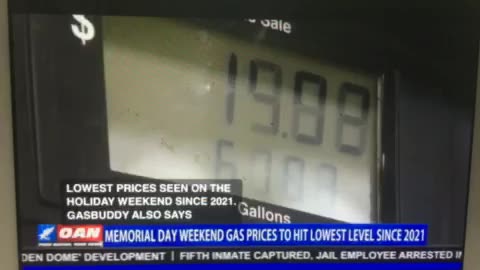 $
Sale
19.88
Gallons
LOWEST PRICES SEEN ON THE
HOLIDAY WEEKEND SINCE 2021.
GASBUDDY ALSO SAYS
OAN
MEMORIAL DAY WEEKEND GAS PRICES TO HIT LOWEST LEVEL SINCE 2021
DEN DOME' DEVELOPMENT | FIFTH INMATE CAPTURED, JAIL EMPLOYEE ARRESTED IN